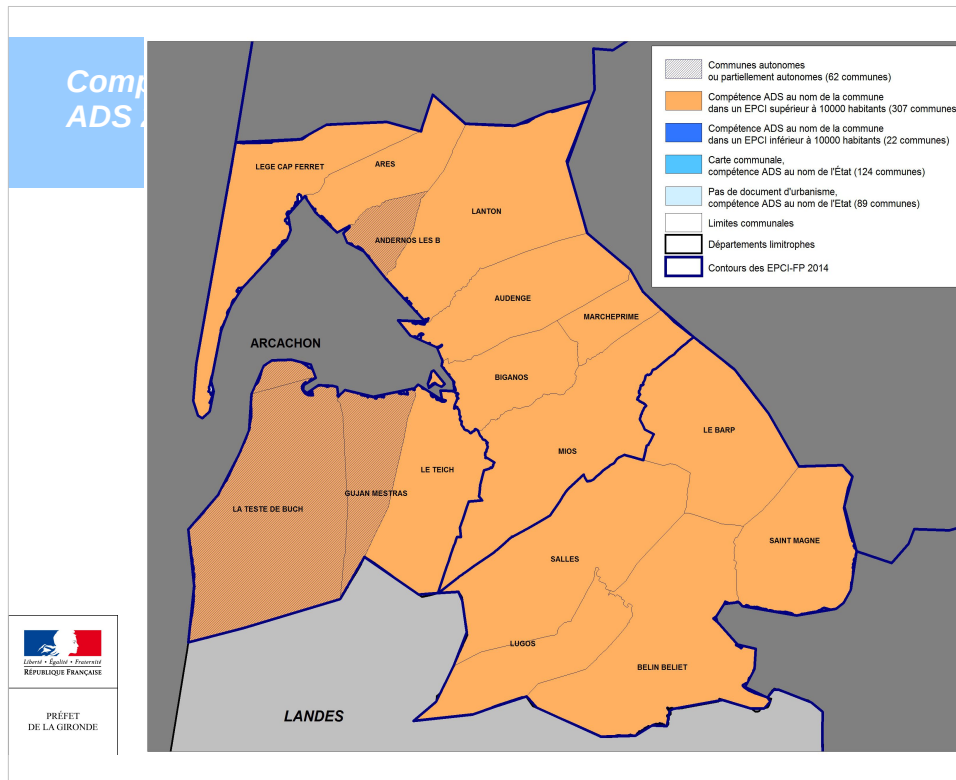 Comp
ADS
Communes autonomes
ou partiellement autonomes (62 communes)
Compétence ADS au nom de la commune
dans un EPCI supérieur à 10000 habitants (307 communes
Compétence ADS au nom de la commune
dans un EPCI inférieur à 10000 habitants (22 communes)
Carte communale,
compétence ADS au nom de l'État (124 communes)
Pas de document d'urbanisme,
compétence ADS au nom de l'Etat (89 communes)
Limites communales
Départements limitrophes
Contours des EPCI-FP 2014
LEGE CAP FERRET
ARES
LANTON
ANDERNOS LES B
AUDENGE
MARCHEPRIME
ARCACHON
BIGANOS
LE BARP
MIOS
LE TEICH
GUJAN MESTRAS
LA TESTE DE BUCH
SAINT MAGNE
SALLES
LUGOS
BELIN BELIET
LANDES
Liberté • Égalité • Fraternité
RÉPUBLIQUE FRANÇAISE
PRÉFET
DE LA GIRONDE